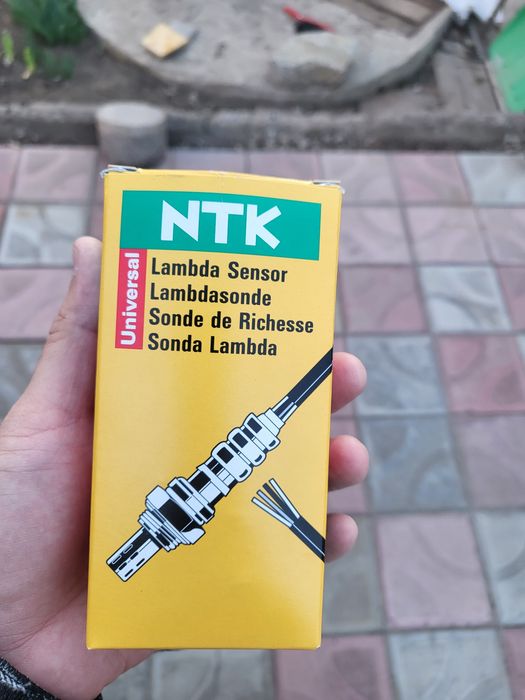 NTK
Universal
Lambda Sensor
Lambdasonde
Sonde de Richesse
Sonda Lambda